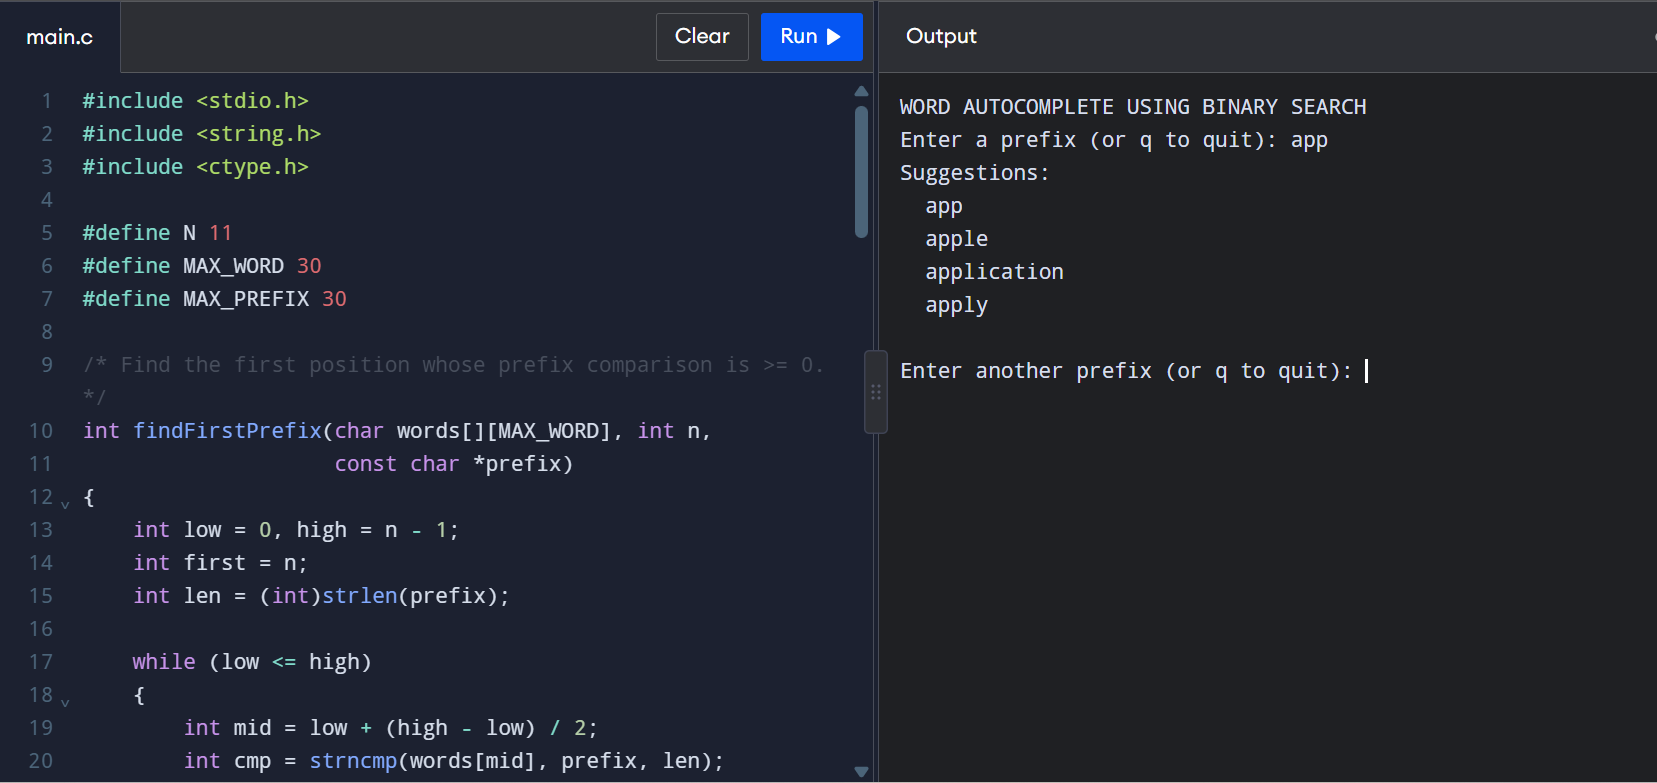 main.c
Clear
Run
Output
1 #include <stdio.h>
2 #include <string.h>
3 #include <ctype.h>
4
5 #define N 11
6 #define MAX_WORD 30
7 #define MAX_PREFIX 30
8
9 /* Find the first position whose prefix comparison is >= 0.
*/
10 int findFirstPrefix(char words[][MAX_WORD], int n,
11                     const char *prefix)
12 {
13     int low = 0, high = n - 1;
14     int first = n;
15     int len = (int)strlen(prefix);
16
17     while (low <= high)
18     {
19         int mid = low + (high - low) / 2;
20         int cmp = strncmp(words[mid], prefix, len);
WORD AUTOCOMPLETE USING BINARY SEARCH
Enter a prefix (or q to quit): app
Suggestions:
  app
  apple
  application
  apply

Enter another prefix (or q to quit):